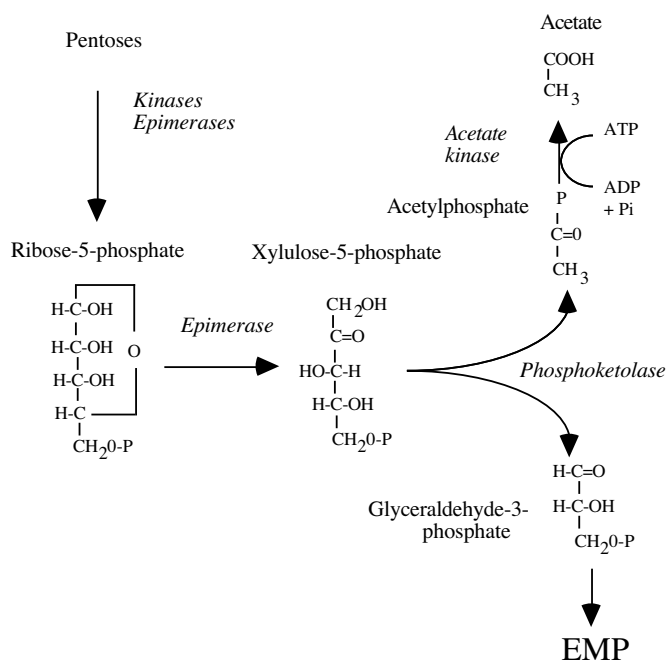 Pentoses
Kinases
Epimerases
Ribose-5-phosphate
H-C-OH
H-C-OH
O
H-C-OH
H-C
CH20-P
Epimerase
Xylulose-5-phosphate
CH2OH
C=O
HO-C-H
H-C-OH
CH20-P
Phosphoketolase
Acetate
COOH
CH3
Acetate
kinase
ATP
ADP
+ Pi
Acetylphosphate
P
C=0
CH3
H-C=O
H-C-OH
CH20-P
Glyceraldehyde-3-
phosphate
EMP